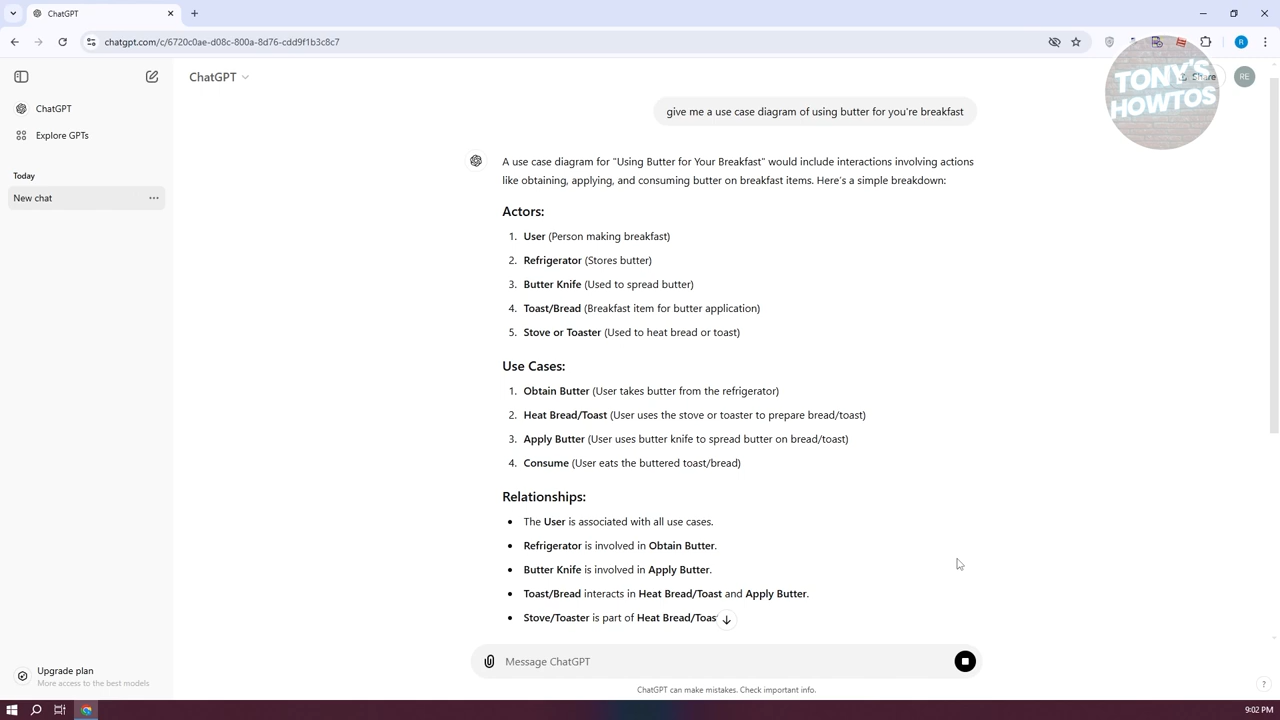 ChatGPT
chatgpt.com/c/6720c0ae-d08c-800a-8d76-cdd9f1b3c8c7
R
ChatGPT
Share
RE
TONY'S
HOWTOS
ChatGPT
Explore GPTs
Today
New chat
give me a use case diagram of using butter for you're breakfast
A use case diagram for "Using Butter for Your Breakfast" would include interactions involving actions
like obtaining, applying, and consuming butter on breakfast items. Here's a simple breakdown:
Actors:
1. User (Person making breakfast)
2. Refrigerator (Stores butter)
3. Butter Knife (Used to spread butter)
4. Toast/Bread (Breakfast item for butter application)
5. Stove or Toaster (Used to heat bread or toast)
Use Cases:
1. Obtain Butter (User takes butter from the refrigerator)
2. Heat Bread/Toast (User uses the stove or toaster to prepare bread/toast)
3. Apply Butter (User uses butter knife to spread butter on bread/toast)
4. Consume (User eats the buttered toast/bread)
Relationships:
• The User is associated with all use cases.
• Refrigerator is involved in Obtain Butter.
• Butter Knife is involved in Apply Butter.
• Toast/Bread interacts in Heat Bread/Toast and Apply Butter.
• Stove/Toaster is part of Heat Bread/Toas
Message ChatGPT
ChatGPT can make mistakes. Check important info.
?
Upgrade plan
More access to the best models
9:02 PM